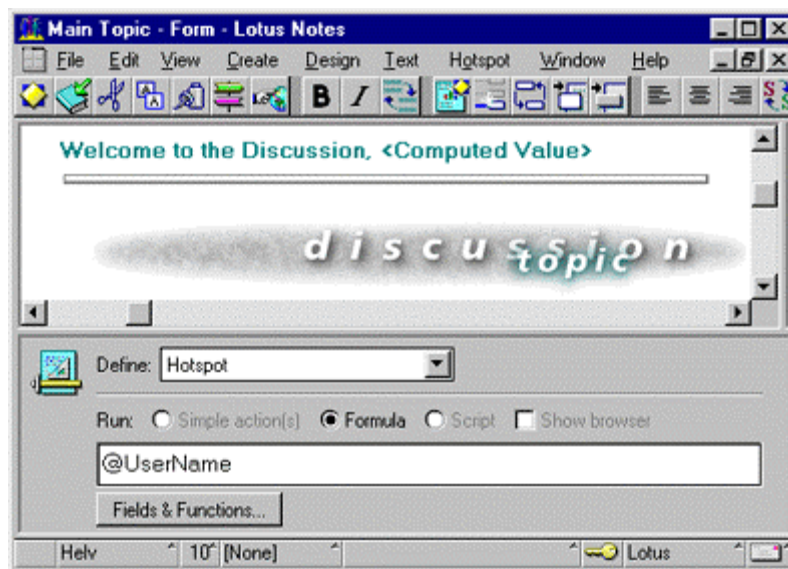 Main Topic - Form - Lotus Notes
File Edit View Create Design Text Hotspot Window Help
B I
Welcome to the Discussion, <Computed Value>
discussion
topic
Define: Hotspot
Run: Simple action(s) Formula Script Show browser
@UserName
Fields & Functions...
Helv 10 [None] Lotus